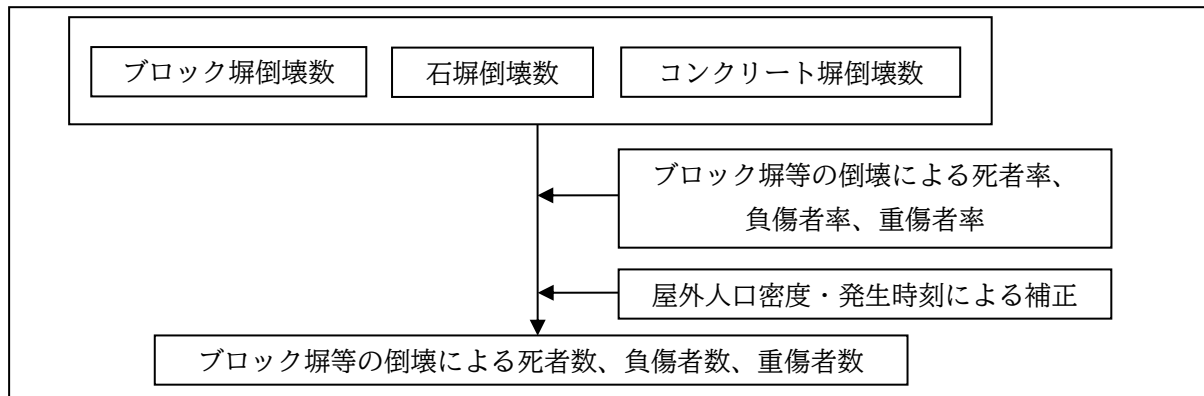 ブロック塀倒壊数
石塀倒壊数
コンクリート塀倒壊数
ブロック塀等の倒壊による死者率、
負傷者率、重傷者率
屋外人口密度・発生時刻による補正
ブロック塀等の倒壊による死者数、負傷者数、重傷者数